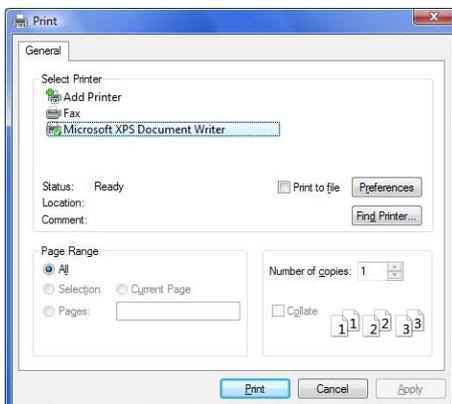 Print
General
Select Printer
Add Printer
Fax
Microsoft XPS Document Writer
Status: Ready
Print to file
Preferences
Location:
Comment:
Find Printer...
Page Range
All
Selection
Current Page
Pages:
Number of copies: 1
Collate
1 1 2 2 3 3
Print
Cancel
Apply